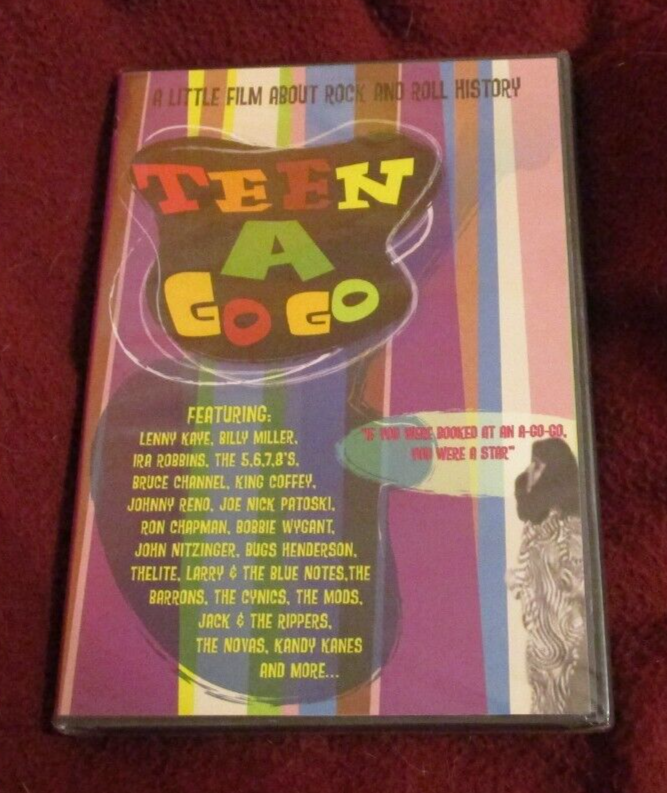 A LITTLE FILM ABOUT ROCK AND ROLL HISTORY
TEEN
A
GO GO
FEATURING:
LENNY KAYE, BILLY MILLER,
IRA ROBBINS, THE 5,6,7,8'S,
BRUCE CHANNEL, KING COFFEY,
JOHNNY RENO, JOE NICK PATOSKI,
RON CHAPMAN, BOBBIE WYGANT,
JOHN NITZINGER, BUGS HENDERSON,
THELITE, LARRY & THE BLUE NOTES,THE
BARRONS, THE CYNICS, THE MODS,
JACK & THE RIPPERS,
THE NOVAS, KANDY KANES
AND MORE...
"IF YOU WERE BOOKED AT AN A-GO-GO,
YOU WERE A STAR"